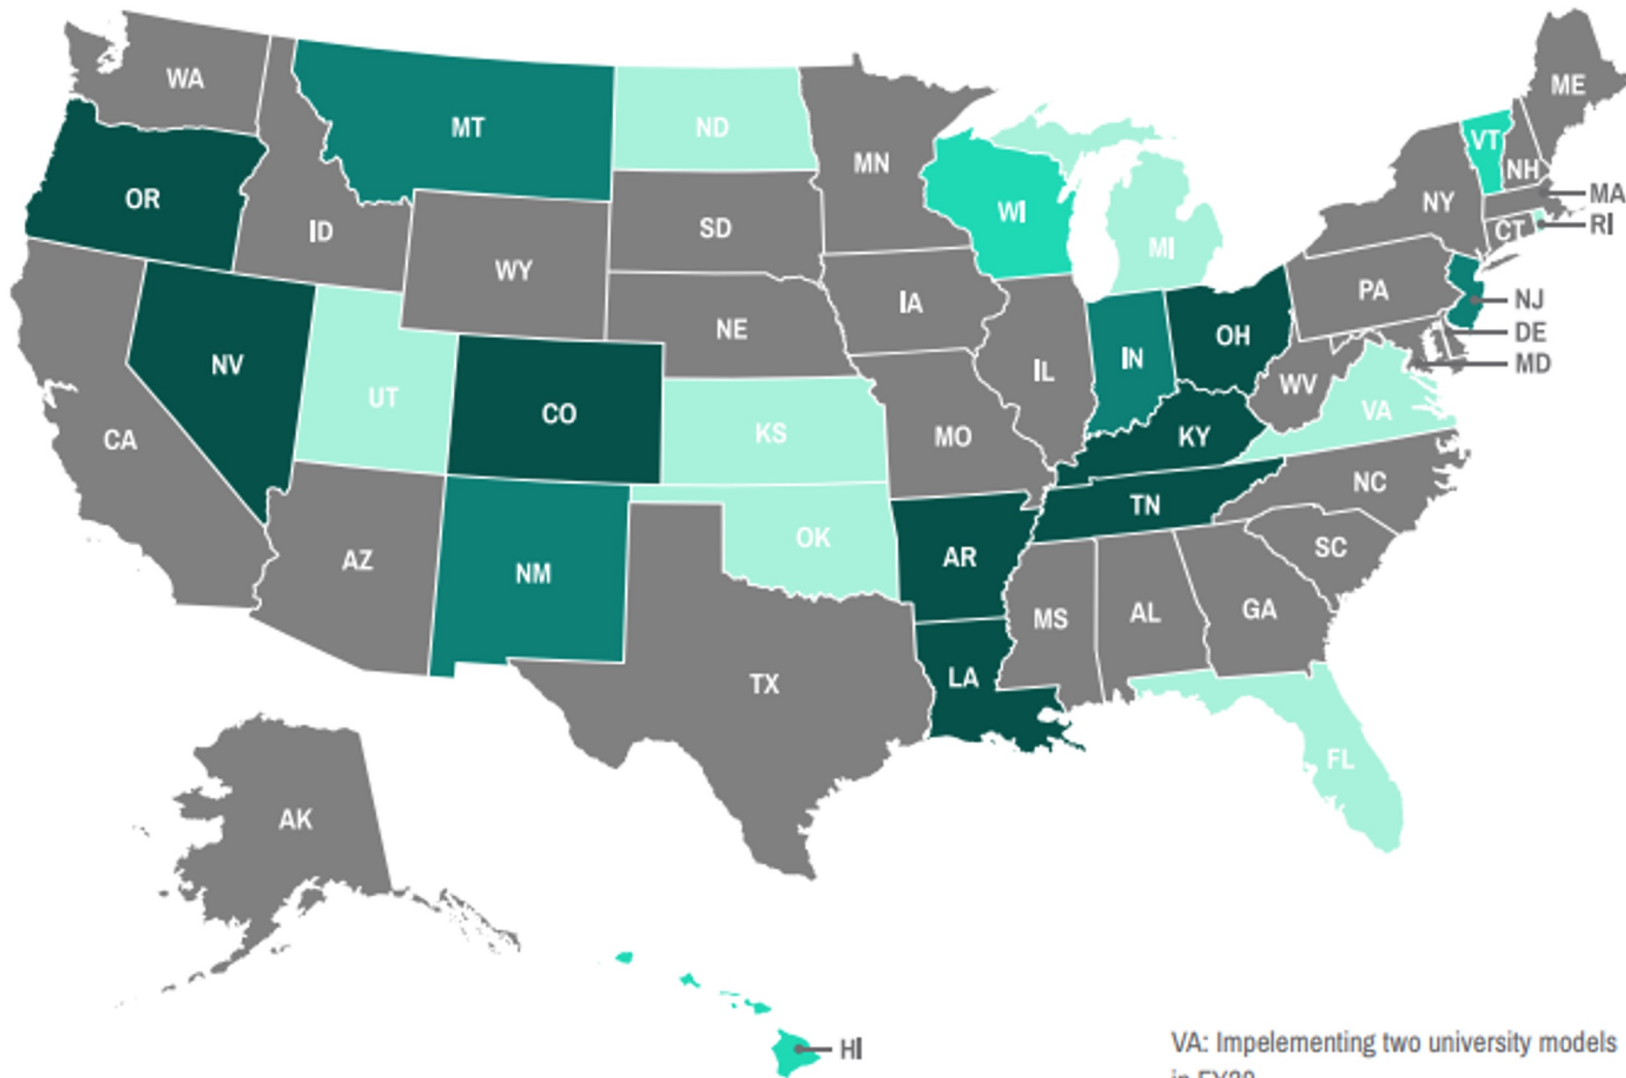 WA
ME
MT
ND
VT
MN
NH
OR
MA
NY
WI
ID
SD
RI
CT
MI
WY
PA
NJ
IA
NE
DE
OH
IN
NV
MD
IL
WV
UT
CO
VA
KS
MO
KY
CA
NC
TN
OK
SC
AR
AZ
NM
GA
AL
MS
LA
TX
FL
AK
HI
VA: Impelementing two university models
in FY20